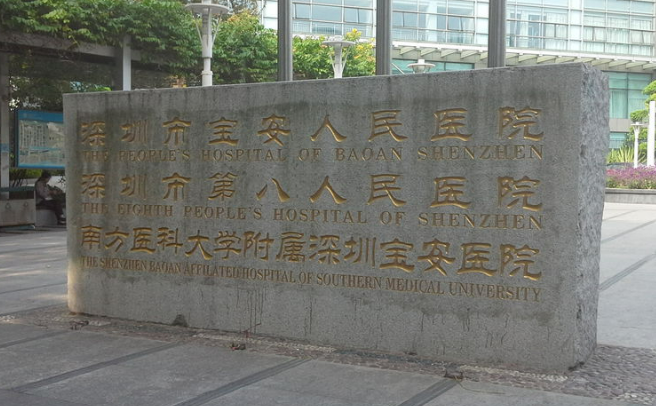 深圳市宝安人民医院
THE PEOPLE'S HOSPITAL OF BAOAN SHENZHEN
深圳市第八人民医院
THE EIGHTH PEOPLE'S HOSPITAL OF SHENZHEN
南方医科大学附属深圳宝安医院
THE SHENZHEN BAOAN AFFILIATED HOSPITAL OF SOUTHERN MEDICAL UNIVERSITY